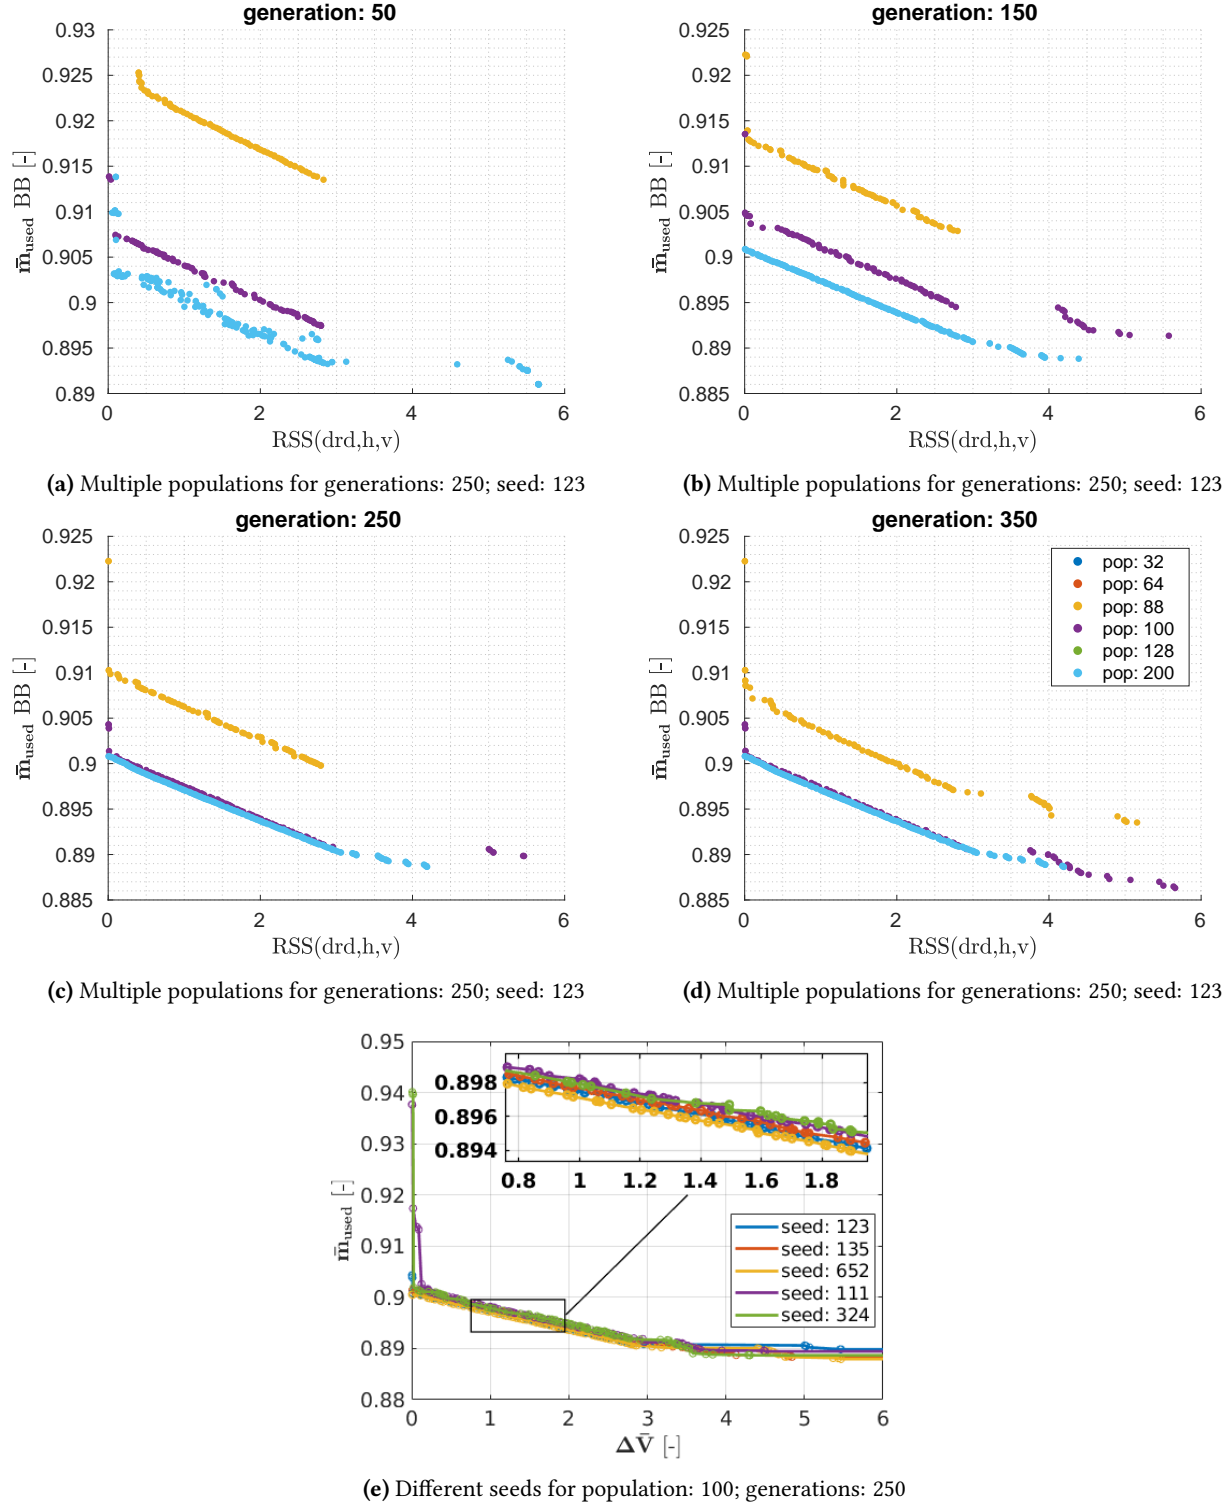 generation: 50
0.93
0.925
0.92
0.915
0.91
0.905
0.9
0.895
0.89
m̄used BB [-]
0 2 4 6
RSS(drd,h,v)
(a) Multiple populations for generations: 250; seed: 123
generation: 150
0.925
0.92
0.915
0.91
0.905
0.9
0.895
0.89
0.885
m̄used BB [-]
0 2 4 6
RSS(drd,h,v)
(b) Multiple populations for generations: 250; seed: 123
generation: 250
0.925
0.92
0.915
0.91
0.905
0.9
0.895
0.89
0.885
m̄used BB [-]
0 2 4 6
RSS(drd,h,v)
(c) Multiple populations for generations: 250; seed: 123
generation: 350
0.925
0.92
0.915
0.91
0.905
0.9
0.895
0.89
0.885
m̄used BB [-]
pop: 32
pop: 64
pop: 88
pop: 100
pop: 128
pop: 200
0 2 4 6
RSS(drd,h,v)
(d) Multiple populations for generations: 250; seed: 123
0.95
0.94
0.93
0.92
0.91
0.9
0.89
0.88
m̄used [-]
0.898
0.896
0.894
0.8 1 1.2 1.4 1.6 1.8
seed: 123
seed: 135
seed: 652
seed: 111
seed: 324
0 1 2 3 4 5 6
ΔV̄ [-]
(e) Different seeds for population: 100; generations: 250